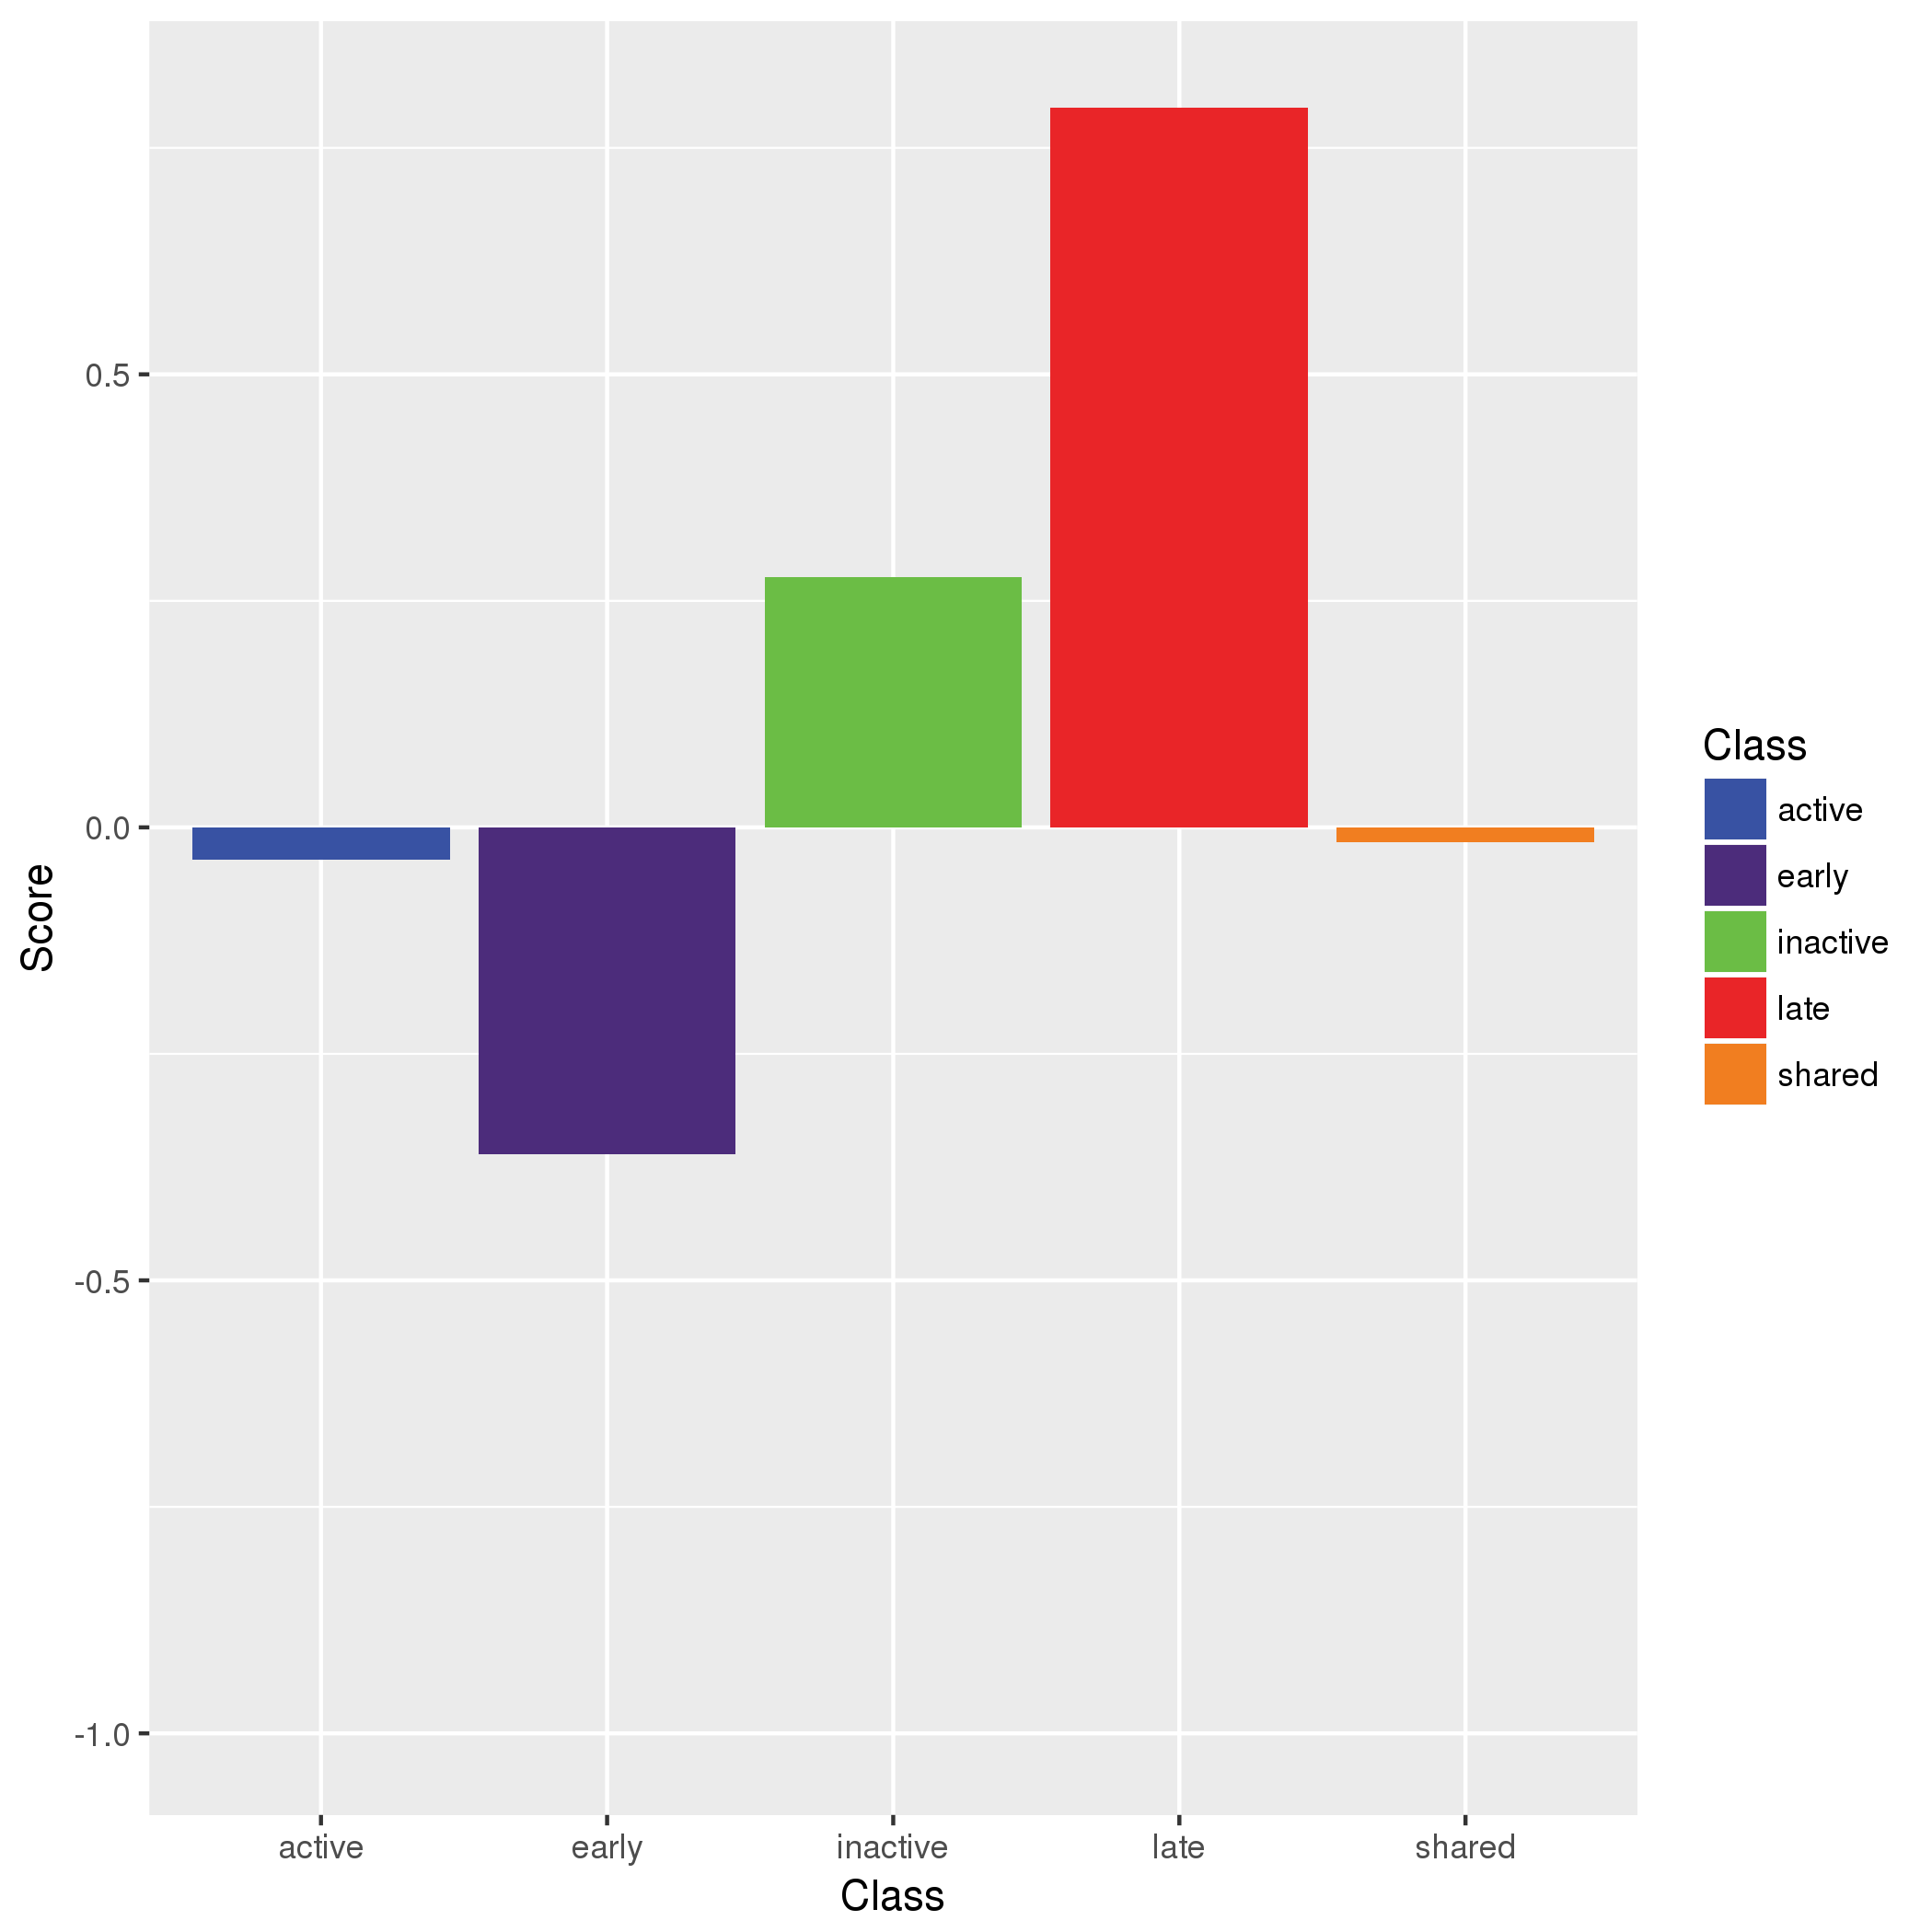 Score
0.5
0.0
-0.5
-1.0
active early inactive late shared
Class
Class
active
early
inactive
late
shared